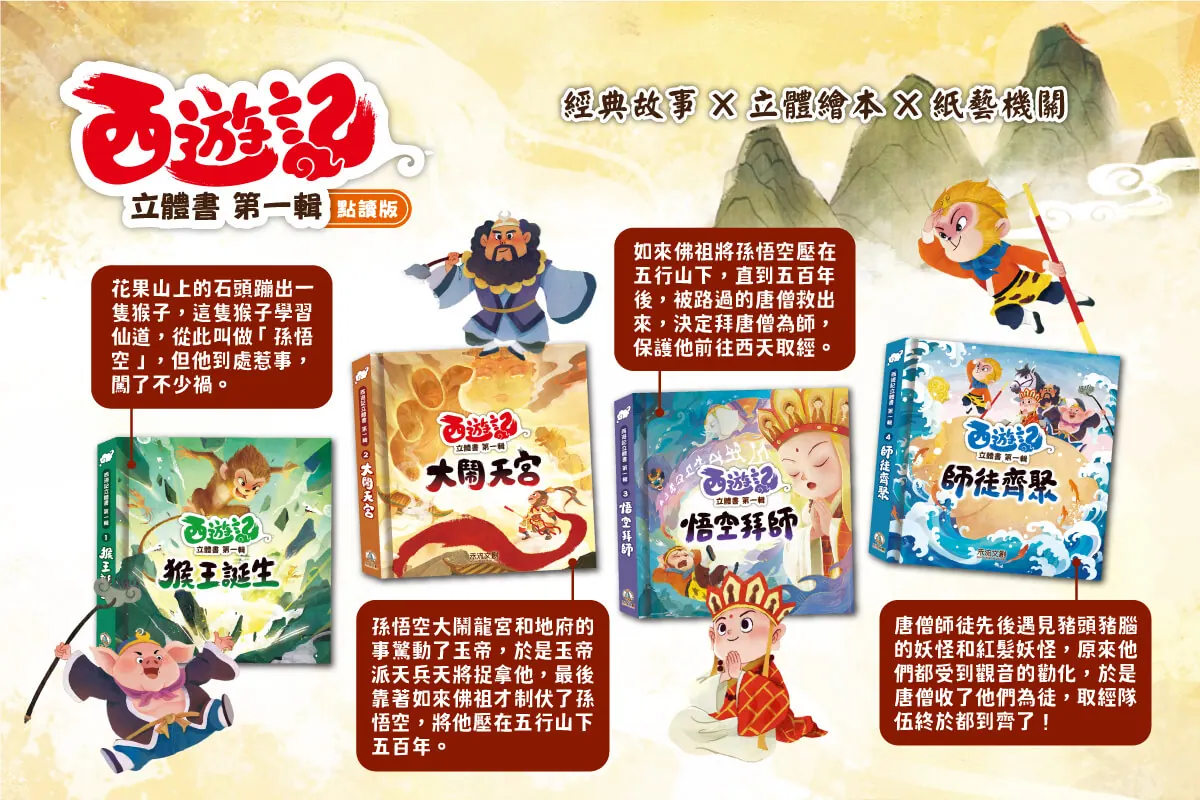 西遊記
立體書 第一輯 點讀版
經典故事 X 立體繪本 X 紙藝機關
花果山上的石頭蹦出一
隻猴子，這隻猴子學習
仙道，從此叫做「孫悟
空」，但他到處惹事，
闖了不少禍。
西遊記立體書 第一輯 1 猴王誕
西遊記
立體書 第一輯
猴王誕生
西遊記立體書 第一輯 2 大鬧天宮
西遊記
立體書 第一輯
大鬧天宮
禾流文創
孫悟空大鬧龍宮和地府的
事驚動了玉帝，於是玉帝
派天兵天將捉拿他，最後
靠著如來佛祖才制伏了孫
悟空，將他壓在五行山下
五百年。
如來佛祖將孫悟空壓在
五行山下，直到五百年
後，被路過的唐僧救出
來，決定拜唐僧為師，
保護他前往西天取經。
西遊記立體書 第一輯 3 悟空拜師
西遊記
立體書 第一輯
悟空拜師
西遊記立體書 第一輯 4 師徒齊聚
西遊記
立體書 第一輯
師徒齊聚
禾流文創
唐僧師徒先後遇見豬頭豬腦
的妖怪和紅髮妖怪，原來他
們都受到觀音的勸化，於是
唐僧收了他們為徒，取經隊
伍終於都到齊了！